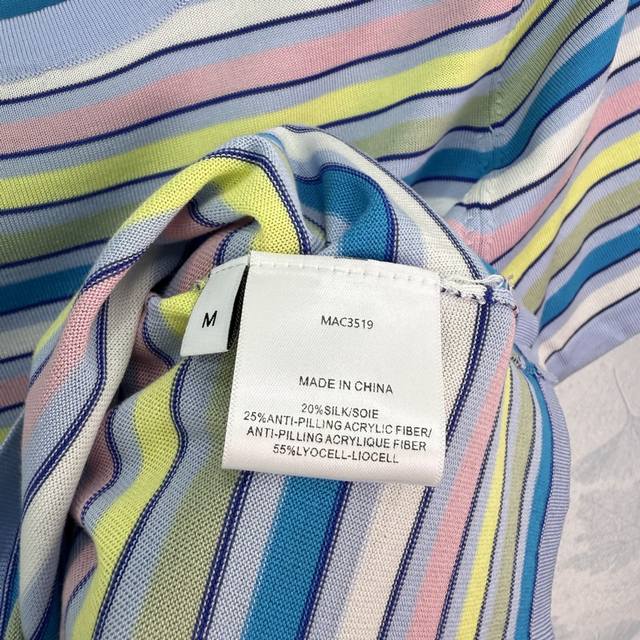 M
MAC3519
MADE IN CHINA
20%SILK/SOIE
25%ANTI-PILLING ACRYLIC FIBER/
ANTI-PILLING ACRYLIQUE FIBER
55%LYOCELL-LIOCELL